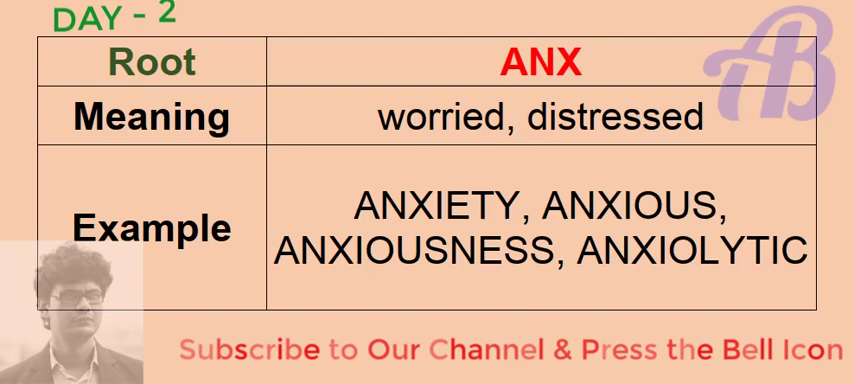 DAY - 2
Root ANX
Meaning worried, distressed
Example ANXIETY, ANXIOUS,
ANXIOUSNESS, ANXIOLYTIC
AB
Subscribe to Our Channel & Press the Bell Icon